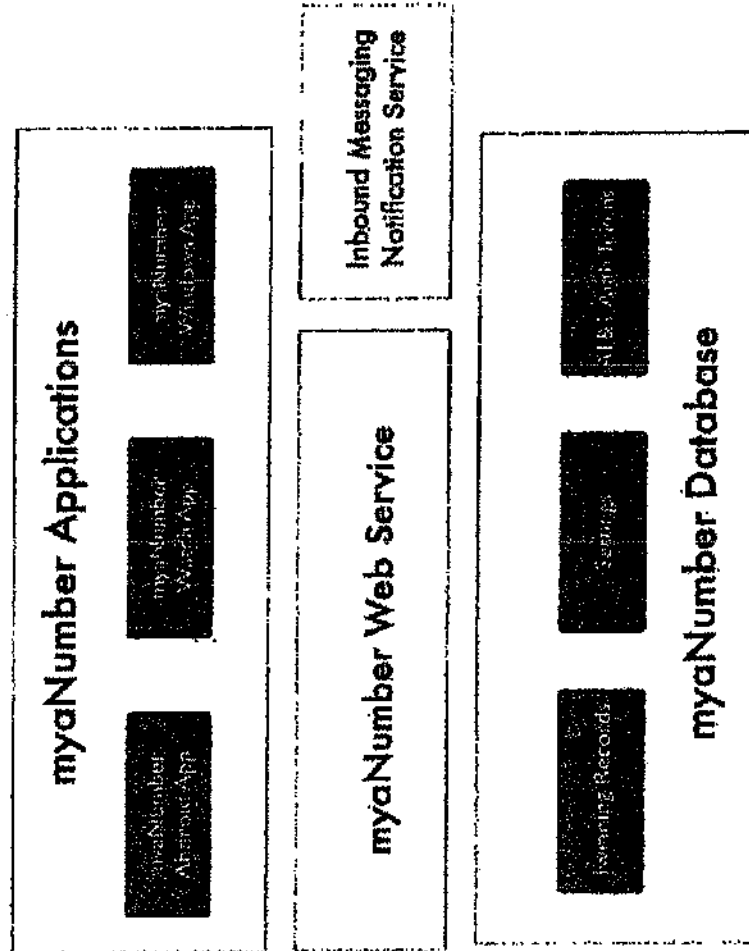 myaNumber Applications
myaNumber
Android App
myaNumber
Watch App
myaNumber
Windows App
myaNumber Web Service
Inbound Messaging
Notification Service
Records
Settings
myaNumber Database